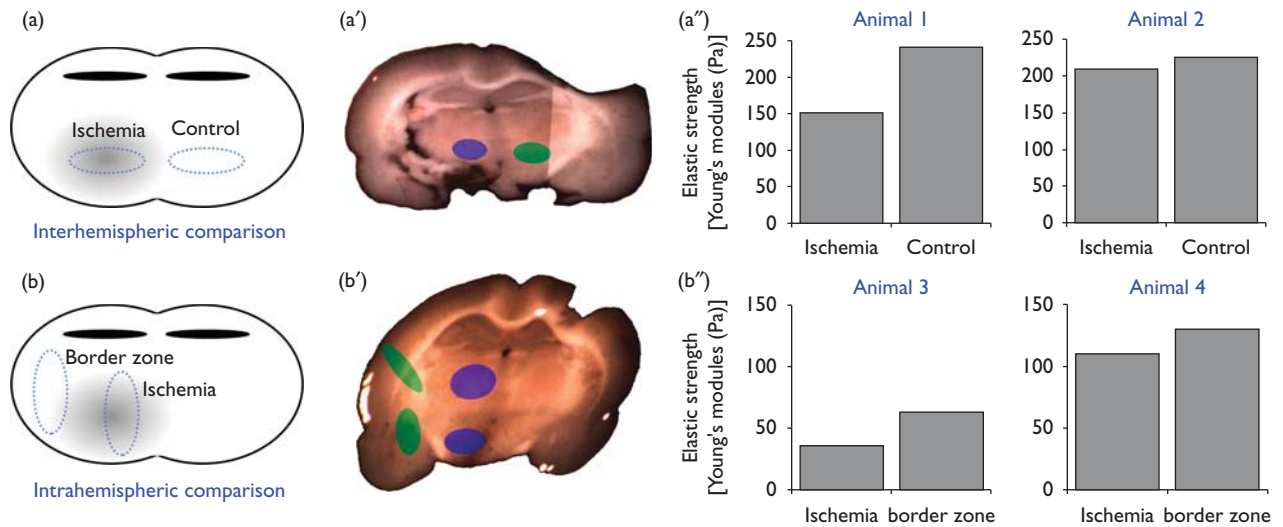 (a)
Ischemia
Control
Interhemispheric comparison
(a′)
(a″)
Animal 1
Elastic strength
[Young's modules (Pa)]
250
200
150
100
50
0
Ischemia
Control
Animal 2
250
200
150
100
50
0
Ischemia
Control
(b)
Border zone
Ischemia
Intrahemispheric comparison
(b′)
(b″)
Animal 3
Elastic strength
[Young's modules (Pa)]
150
100
50
0
Ischemia border zone
Animal 4
150
100
50
0
Ischemia border zone